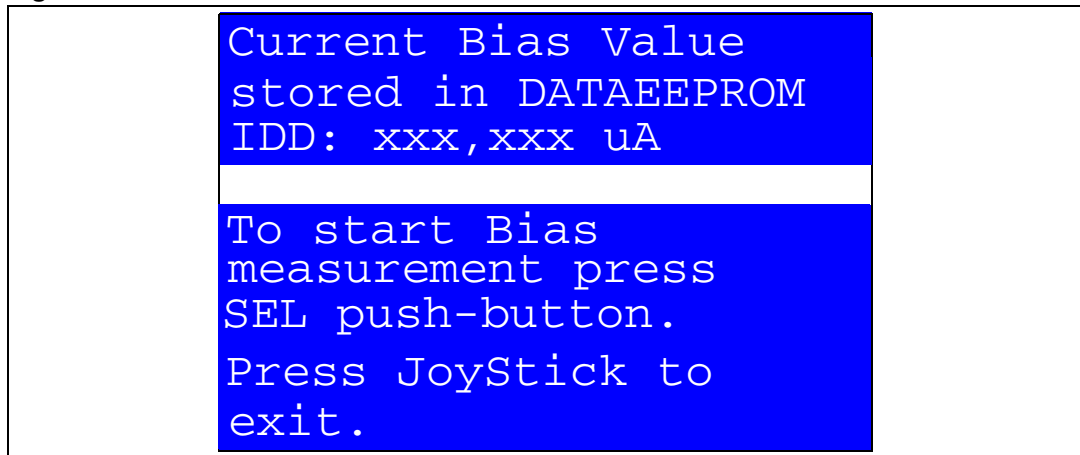 Current Bias Value
stored in DATAEEPROM
IDD: xxx,xxx uA
To start Bias
measurement press
SEL push-button.
Press JoyStick to
exit.